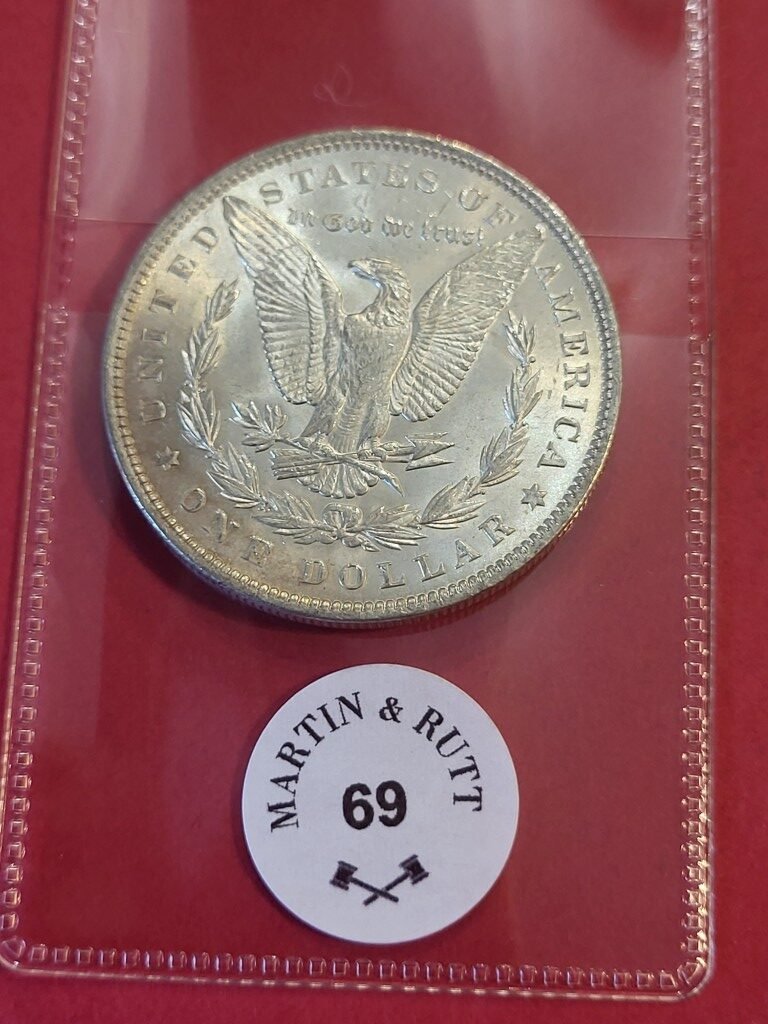 UNITED STATES OF AMERICA
In God we trust
ONE DOLLAR
MARTIN & RUTT
69